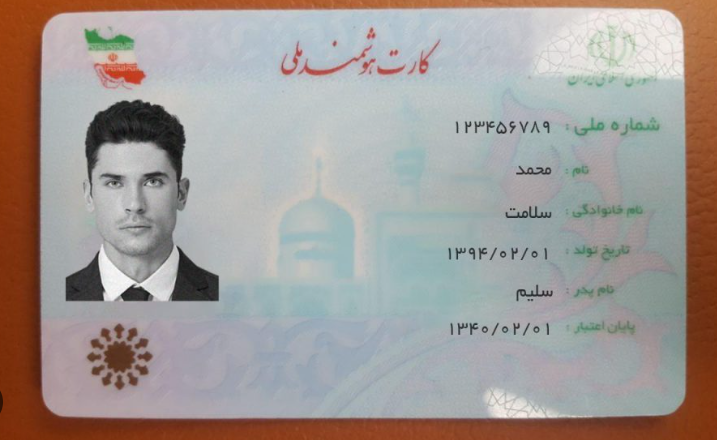 کارت هوشمند ملی
جمهوری اسلامی ایران
شماره ملی : ۱۲۳۴۵۶۷۸۹
نام : محمد
نام خانوادگی : سلامت
تاریخ تولد : ۱۳۹۴/۰۲/۰۱
نام پدر : سلیم
پایان اعتبار : ۱۳۴۰/۰۲/۰۱